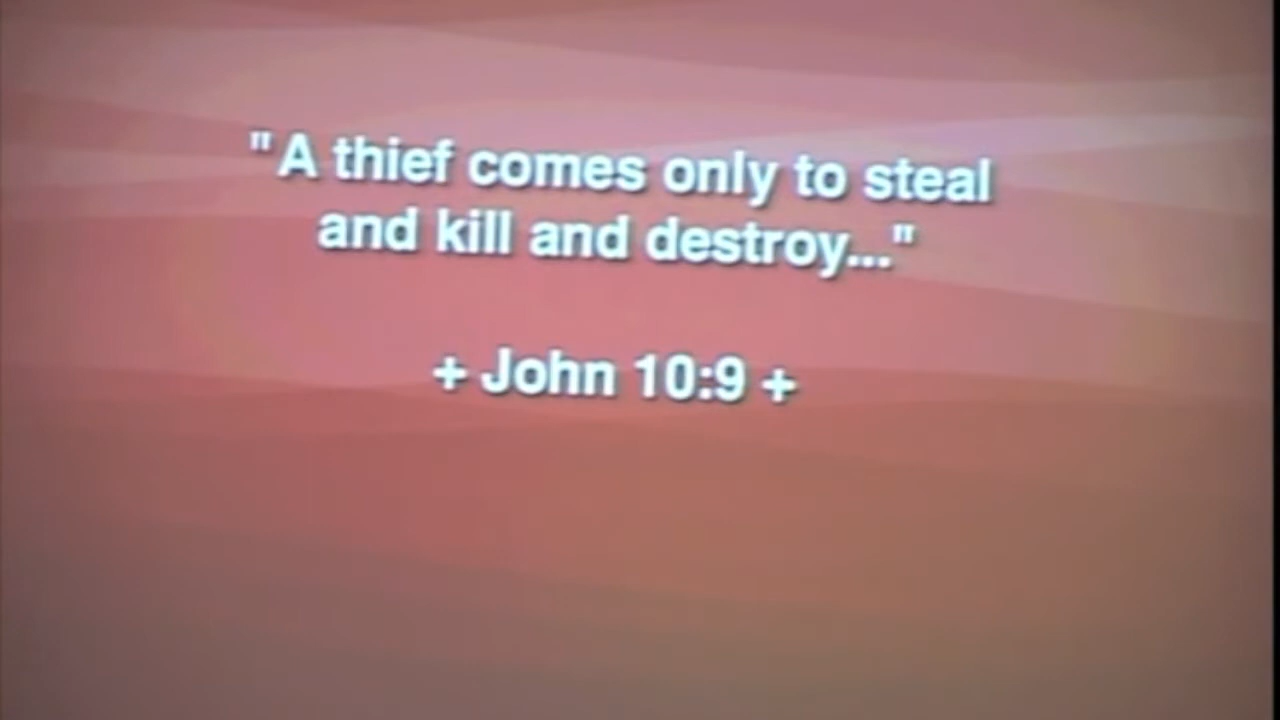 "A thief comes only to steal
and kill and destroy..."
+ John 10:9 +